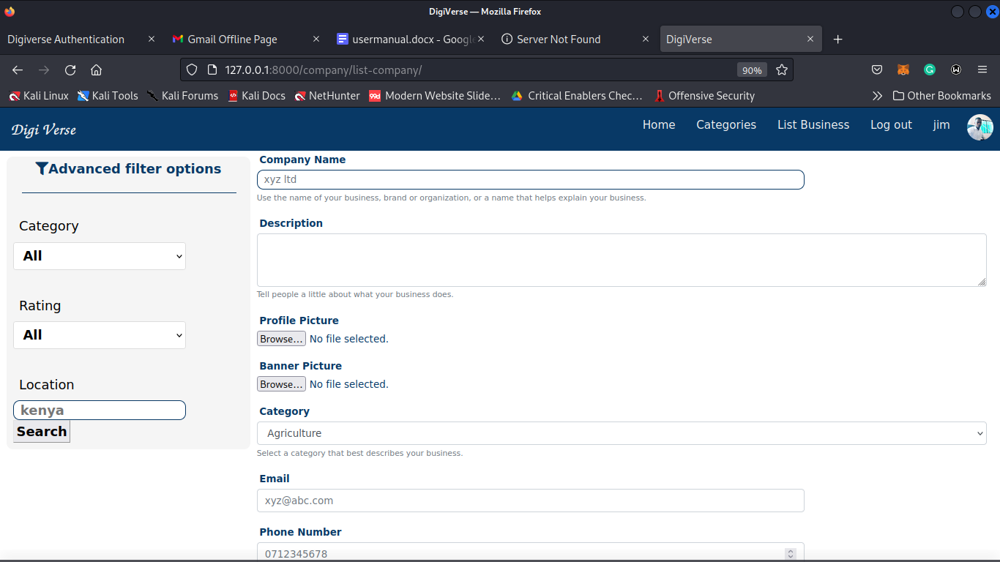 DigiVerse — Mozilla Firefox
Digiverse Authentication
Gmail Offline Page
usermanual.docx - Google
Server Not Found
DigiVerse
127.0.0.1:8000/company/list-company/
90%
Kali Linux
Kali Tools
Kali Forums
Kali Docs
NetHunter
99d Modern Website Slide…
Critical Enablers Chec…
Offensive Security
Other Bookmarks
Digi Verse
Home
Categories
List Business
Log out
jim
Advanced filter options
Category
All
Rating
All
Location
kenya
Search
Company Name
xyz ltd
Use the name of your business, brand or organization, or a name that helps explain your business.
Description
Tell people a little about what your business does.
Profile Picture
Browse… No file selected.
Banner Picture
Browse… No file selected.
Category
Agriculture
Select a category that best describes your business.
Email
xyz@abc.com
Phone Number
0712345678